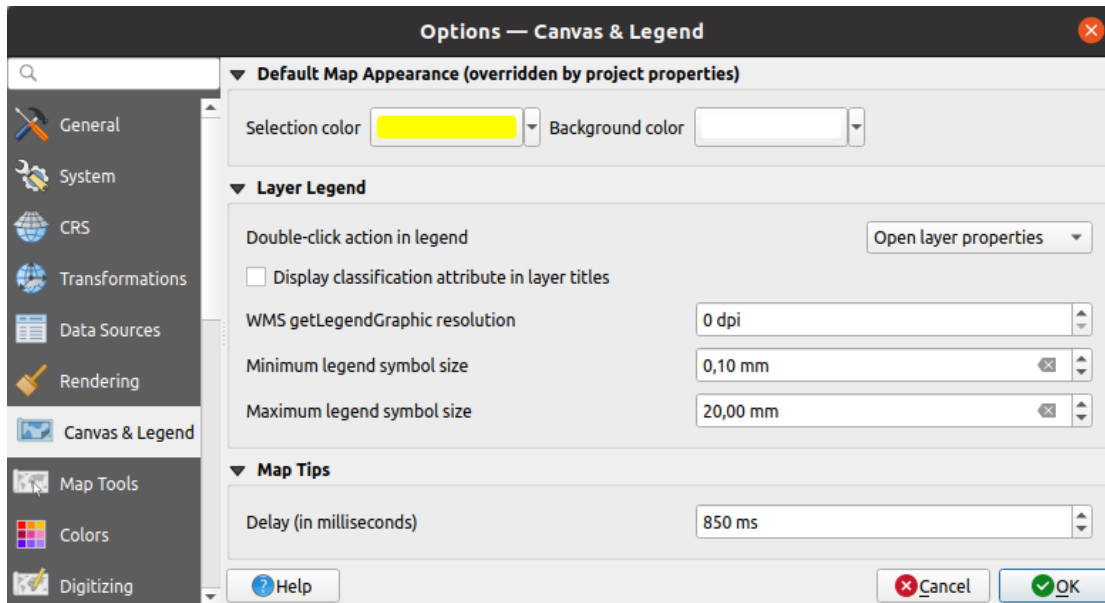 Options — Canvas & Legend
General
System
CRS
Transformations
Data Sources
Rendering
Canvas & Legend
Map Tools
Colors
Digitizing
Default Map Appearance (overridden by project properties)
Selection color Background color
Layer Legend
Double-click action in legend Open layer properties
Display classification attribute in layer titles
WMS getLegendGraphic resolution 0 dpi
Minimum legend symbol size 0,10 mm
Maximum legend symbol size 20,00 mm
Map Tips
Delay (in milliseconds) 850 ms
Help Cancel OK